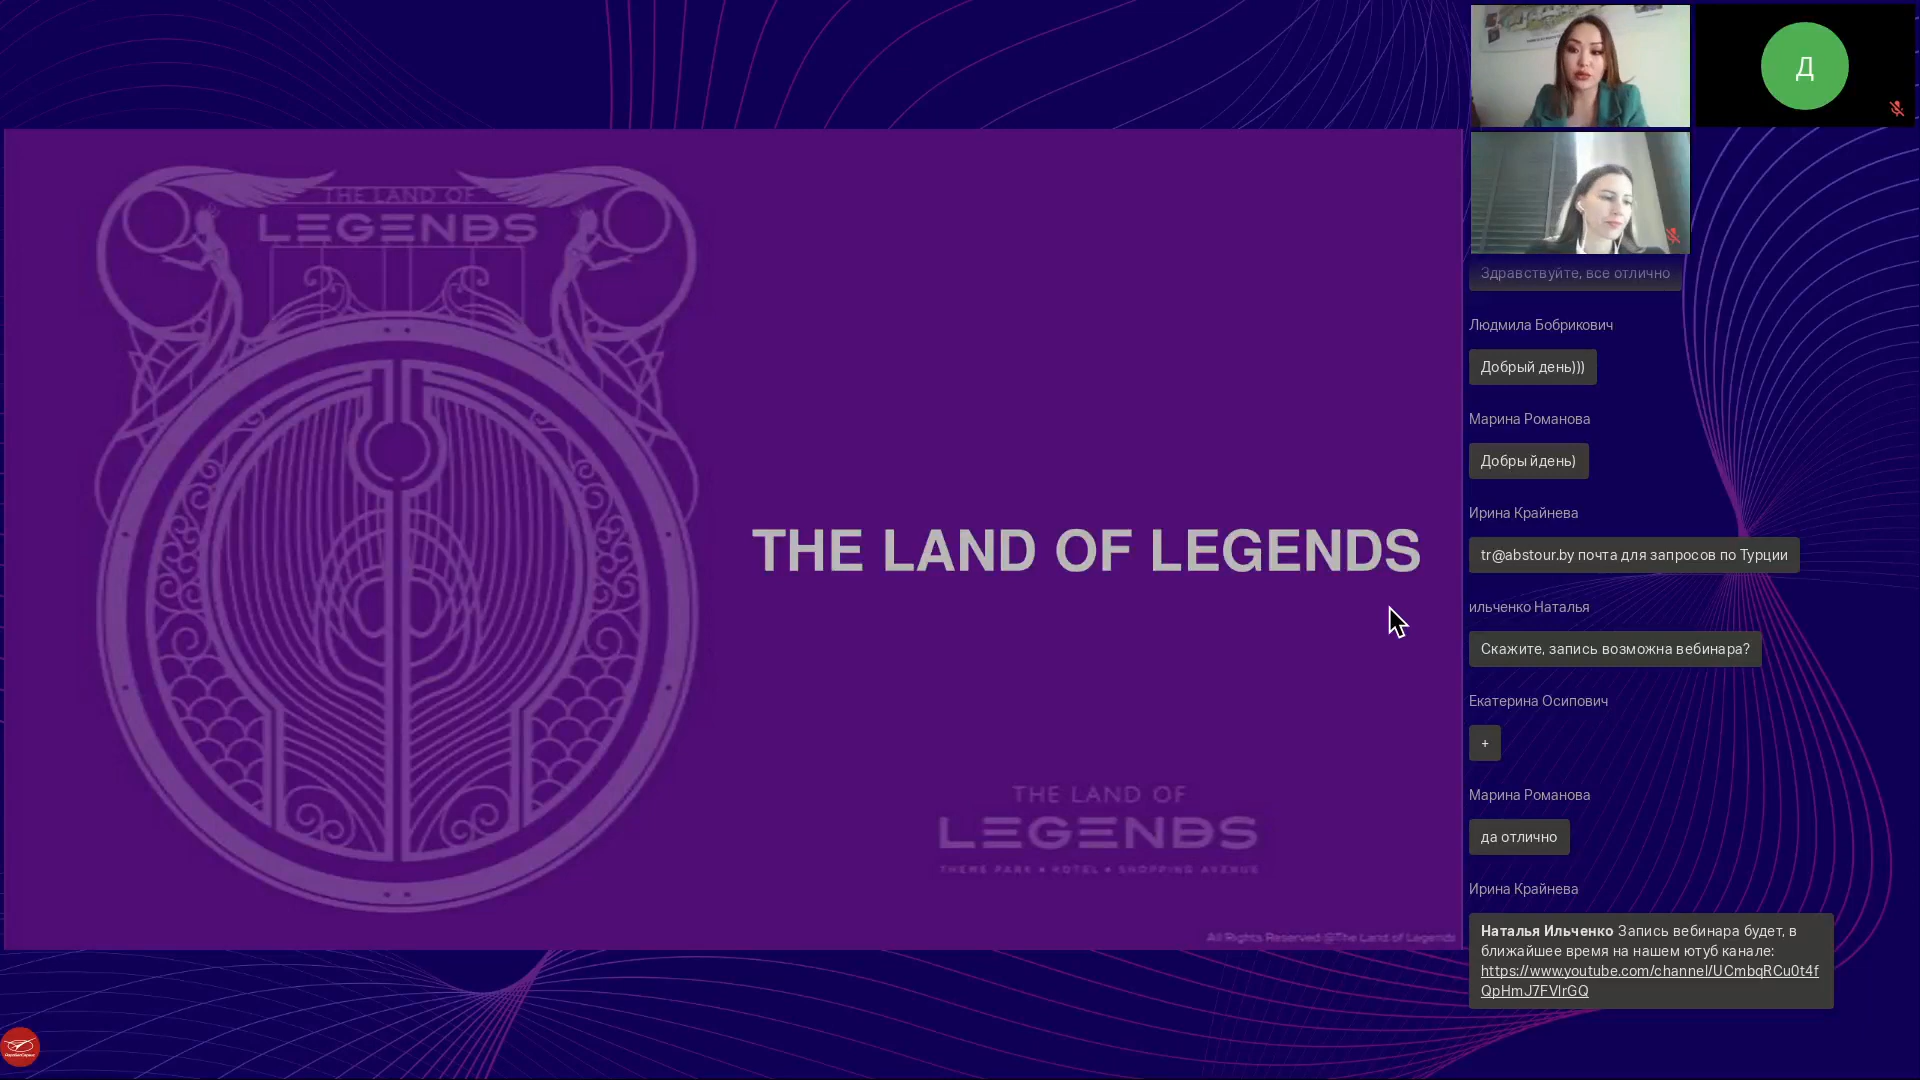 THE LAND OF
LEGENDS
THE LAND OF LEGENDS
THE LAND OF
LEGENDS
THEME PARK • HOTEL • SHOPPING AVENUE
All Rights Reserved @The Land of Legends
Д
Здравствуйте, все отлично
Людмила Бобрикович
Добрый день)))
Марина Романова
Добры йдень)
Ирина Крайнева
tr@abstour.by почта для запросов по Турции
ильченко Наталья
Скажите, запись возможна вебинара?
Екатерина Осипович
+
Марина Романова
да отлично
Ирина Крайнева
Наталья Ильченко Запись вебинара будет, в
ближайшее время на нашем ютуб канале:
https://www.youtube.com/channel/UCmbqRCu0t4f
QpHmJ7FVlrGQ